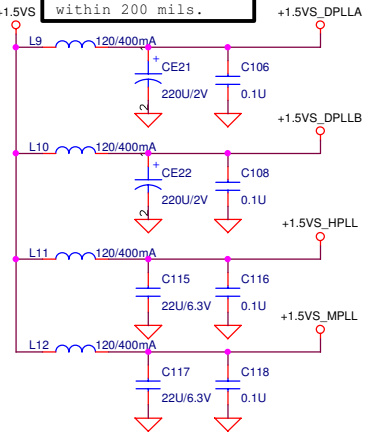 within 200 mils.
+1.5VS
+1.5VS_DPLLA
L9
120/400mA
+
CE21
C106
220U/2V
0.1U
2
+1.5VS_DPLLB
L10
120/400mA
+
CE22
C108
220U/2V
0.1U
2
+1.5VS_HPLL
L11
120/400mA
C115
C116
22U/6.3V
0.1U
+1.5VS_MPLL
L12
120/400mA
C117
C118
22U/6.3V
0.1U